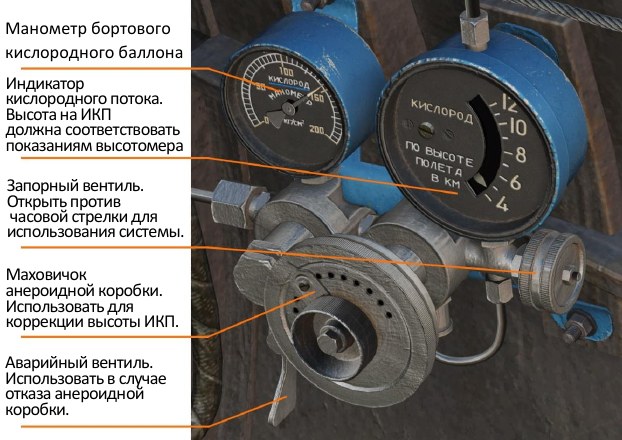 Манометр бортового
кислородного баллона
Индикатор
кислородного потока.
Высота на ИКП
должна соответствовать
показаниям высотомера
Запорный вентиль.
Открыть против
часовой стрелки для
использования системы.
Маховичок
анероидной коробки.
Использовать для
коррекции высоты ИКП.
Аварийный вентиль.
Использовать в случае
отказа анероидной
коробки.
100
50
150
КИСЛОРОД
МАНОМЕТР
0
КГ/СМ²
200
КИСЛОРОД
12
10
8
6
4
ПО ВЫСОТЕ
ПОЛЕТА
В КМ